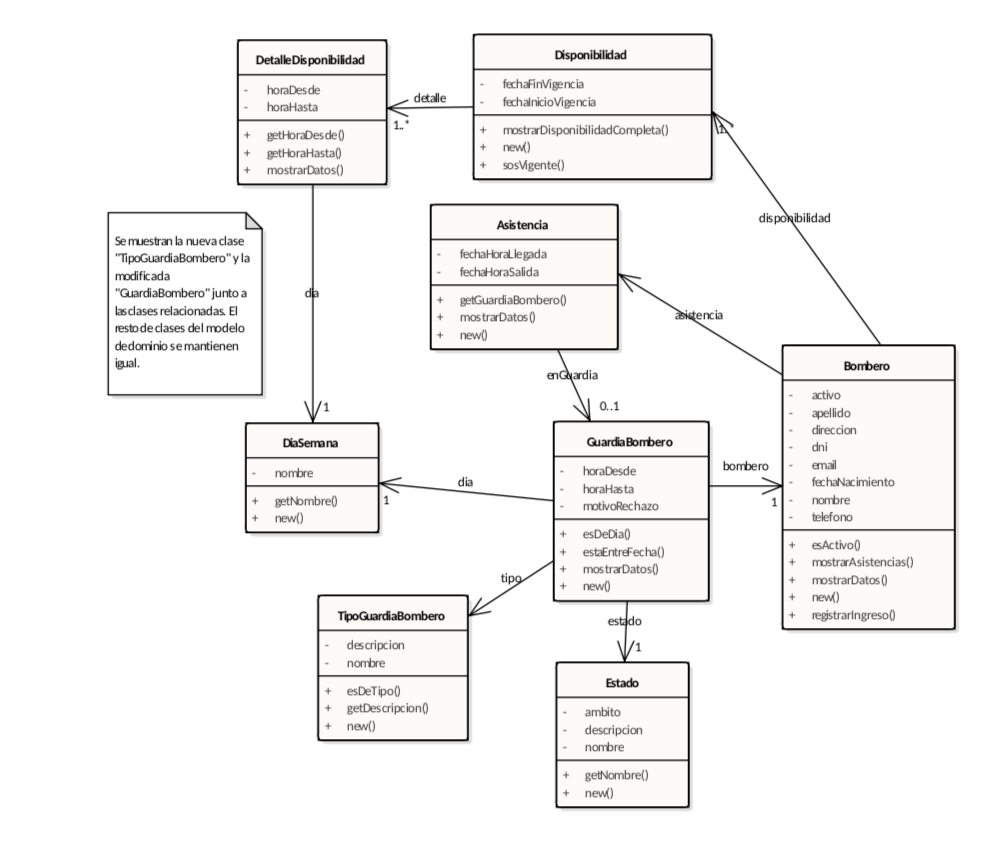 DetalleDisponibilidad
- horaDesde
- horaHasta
+ getHoraDesde()
+ getHoraHasta()
+ mostrarDatos()
detalle
1..*
Disponibilidad
- fechaFinVigencia
- fechaInicioVigencia
+ mostrarDisponibilidadCompleta()
+ new()
+ sosVigente()
1..*
disponibilidad
Se muestran la nueva clase
"TipoGuardiaBombero" y la
modificada
"GuardiaBombero" junto a
las clases relacionadas. El
resto de clases del modelo
de dominio se mantienen
igual.
dia
1
Asistencia
- fechaHoraLlegada
- fechaHoraSalida
+ getGuardiaBombero()
+ mostrarDatos()
+ new()
asistencia
enGuardia
0..1
Bombero
- activo
- apellido
- direccion
- dni
- email
- fechaNacimiento
- nombre
- telefono
+ esActivo()
+ mostrarAsistencias()
+ mostrarDatos()
+ new()
+ registrarIngreso()
DiaSemana
- nombre
+ getNombre()
+ new()
dia
1
GuardiaBombero
- horaDesde
- horaHasta
- motivoRechazo
+ esDeDia()
+ estaEntreFecha()
+ mostrarDatos()
+ new()
bombero
1
tipo
TipoGuardiaBombero
- descripcion
- nombre
+ esDeTipo()
+ getDescripcion()
+ new()
estado
1
Estado
- ambito
- descripcion
- nombre
+ getNombre()
+ new()